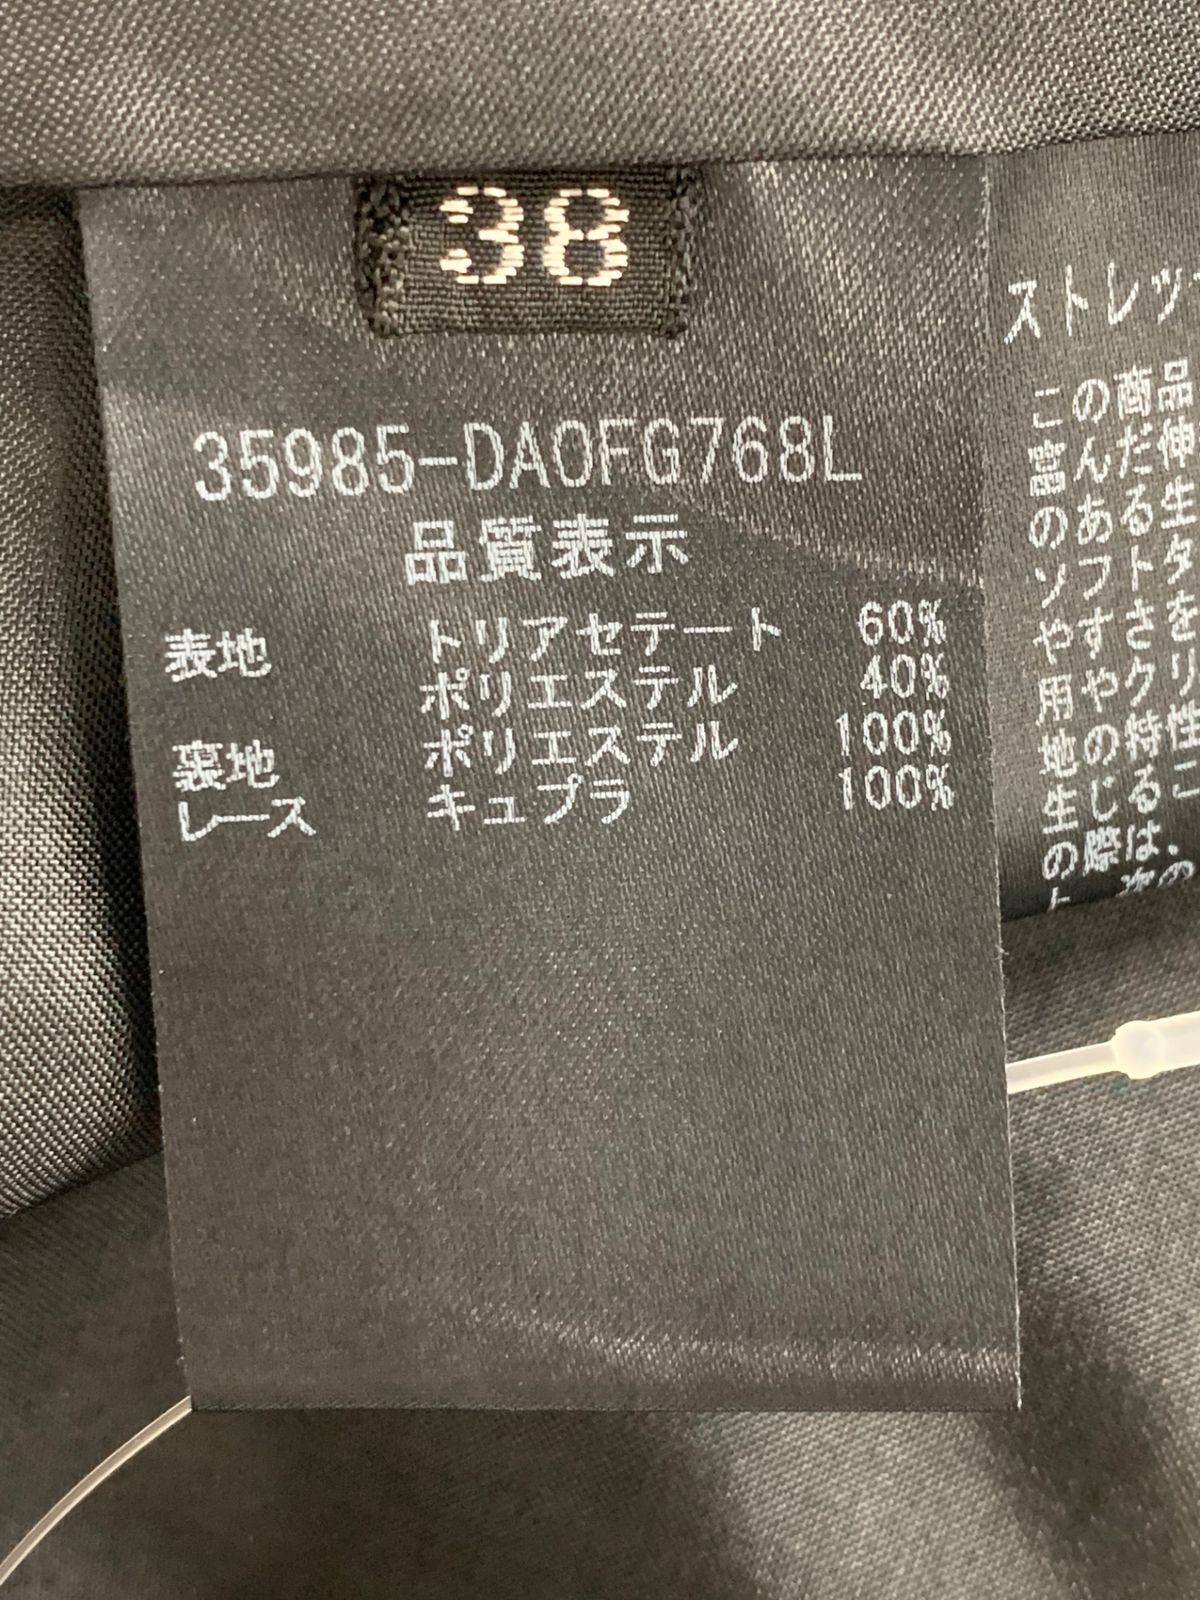 38
35985-DA0FG768L
品質表示
表地 トリアセテート 60%
ポリエステル 40%
裏地 ポリエステル 100%
レース キュプラ 100%
ストレッ
この商品
富んだ伸
のある生
ソフトタ
やすさを
用やクリ
地の特性
生じるこ
の際は、